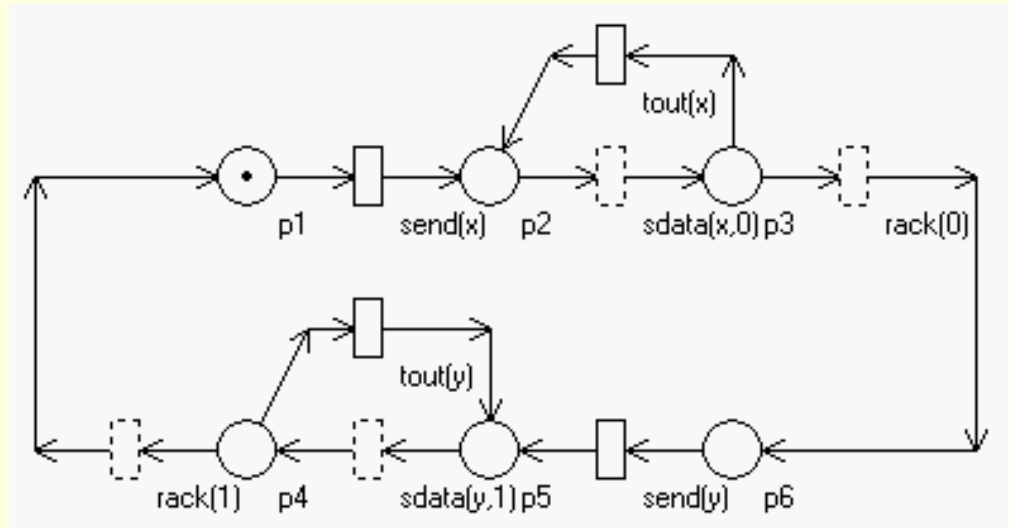 tout(x)
p1 send(x) p2 sdata(x,0) p3 rack(0)
tout(y)
rack(1) p4 sdata(y,1) p5 send(y) p6